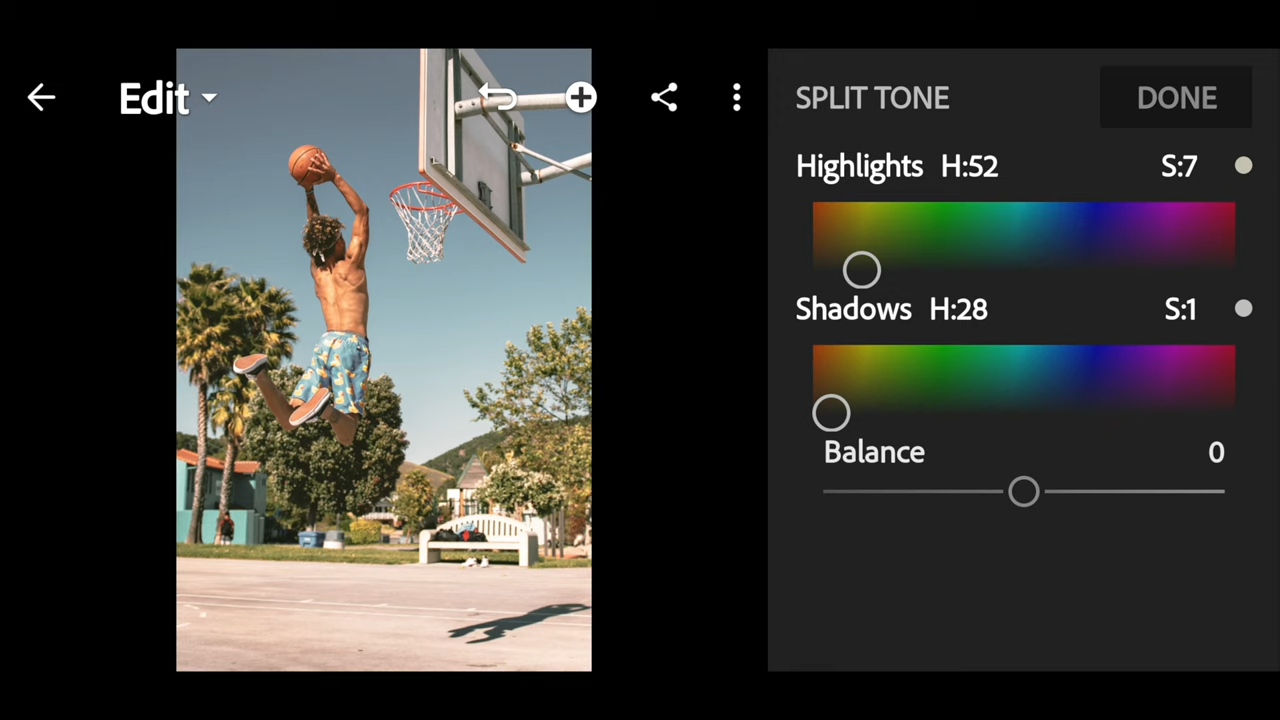 Edit
SPLIT TONE
DONE
Highlights H:52 S:7
Shadows H:28 S:1
Balance 0